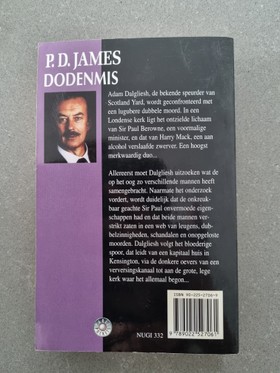 P. D. JAMES
DODENMIS
Adam Dalgliesh, de bekende speurder van
Scotland Yard, wordt geconfronteerd met
een lugubere dubbele moord. In een
Londense kerk ligt het ontzielde lichaam
van Sir Paul Berowne, een voormalige
minister, en dat van Harry Mack, een aan
alcohol verslaafde zwerver. Een hoogst
merkwaardig duo...
Allereerst moet Dalgliesh uitzoeken wat de
op het oog zo verschillende mannen heeft
samengebracht. Naarmate het onderzoek
vordert, wordt duidelijk dat de onkreuk-
baar geachte Sir Paul onvermoede eigen-
schappen had en dat beide mannen ver-
strikt zaten in een web van leugens, dub-
belzinnigheden, schandalen en onopgeloste
moorden. Dalgliesh volgt het bloederige
spoor, dat leidt van een kapitaal huis in
Kensington, via de donkere oevers van een
verversingskanaal tot aan de grote, lege
kerk waar het allemaal begon...
NUGI 332
9 789022 527061